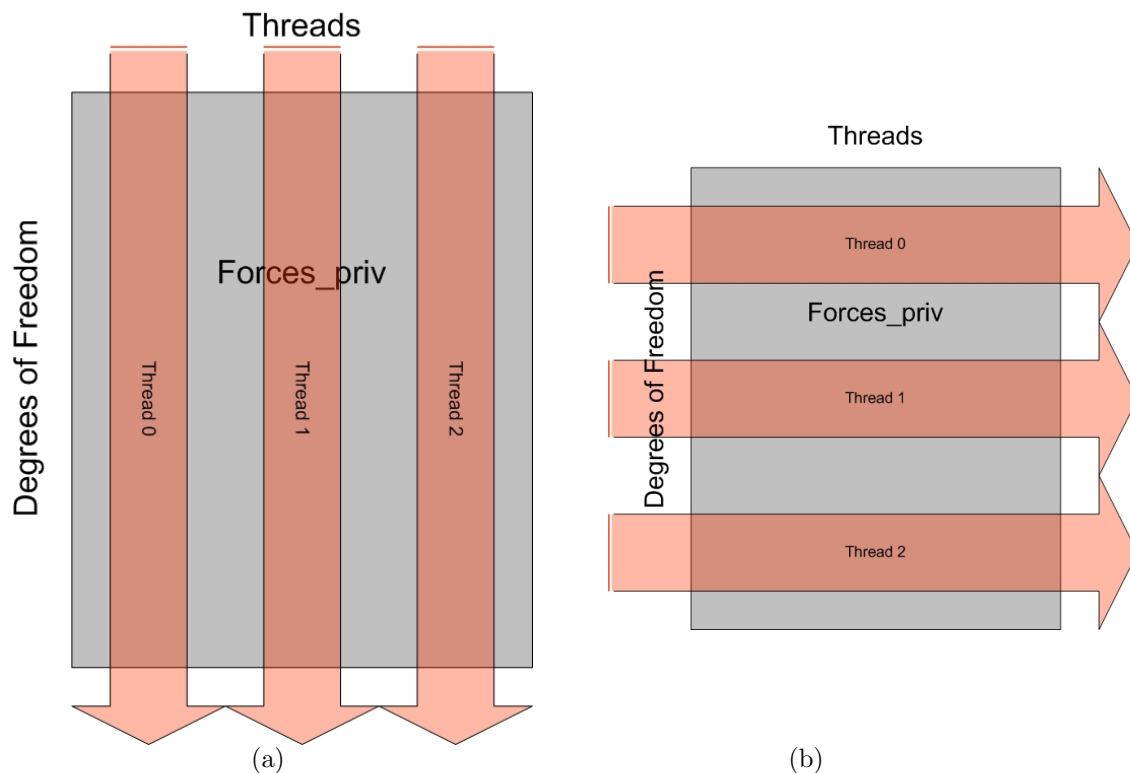 Threads
Degrees of Freedom
Forces_priv
Thread 0
Thread 1
Thread 2
(a)
Threads
Degrees of Freedom
Thread 0
Forces_priv
Thread 1
Thread 2
(b)